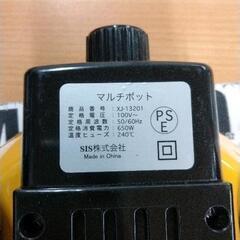 マルチポット
品番番号：XJ-13201
定格電圧：100V～
定格周波数：50/60Hz
定格消費電力：650W
温度ヒューズ：240℃
PS
E
SIS株式会社
Made in China